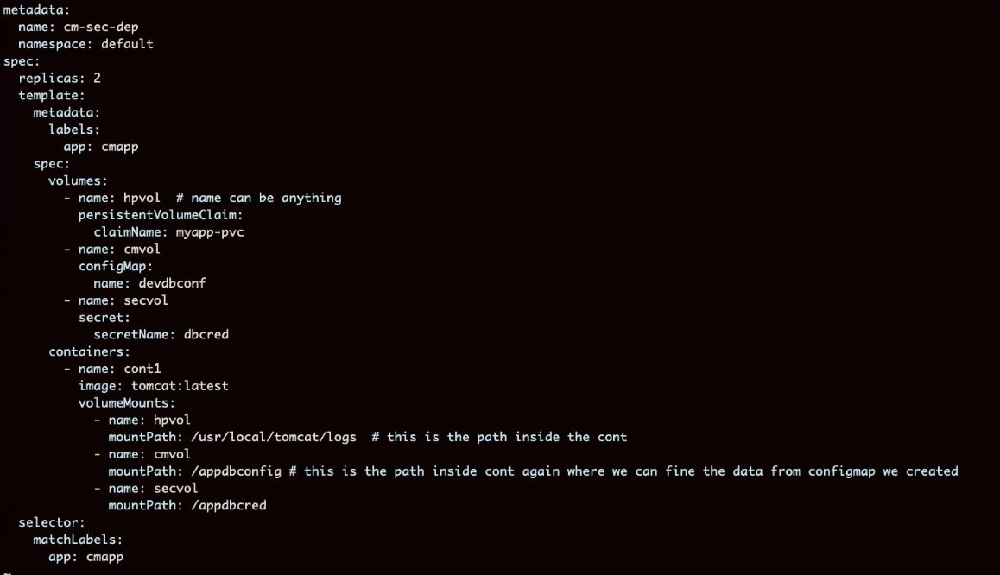 metadata:
  name: cm-sec-dep
  namespace: default
spec:
  replicas: 2
  template:
    metadata:
      labels:
        app: cmapp
    spec:
      volumes:
        - name: hpvol  # name can be anything
          persistentVolumeClaim:
            claimName: myapp-pvc
        - name: cmvol
          configMap:
            name: devdbconf
        - name: secvol
          secret:
            secretName: dbcred
      containers:
        - name: cont1
          image: tomcat:latest
          volumeMounts:
            - name: hpvol
              mountPath: /usr/local/tomcat/logs  # this is the path inside the cont
            - name: cmvol
              mountPath: /appdbconfig # this is the path inside cont again where we can fine the data from configmap we created
            - name: secvol
              mountPath: /appdbcred
  selector:
    matchLabels:
      app: cmapp
~